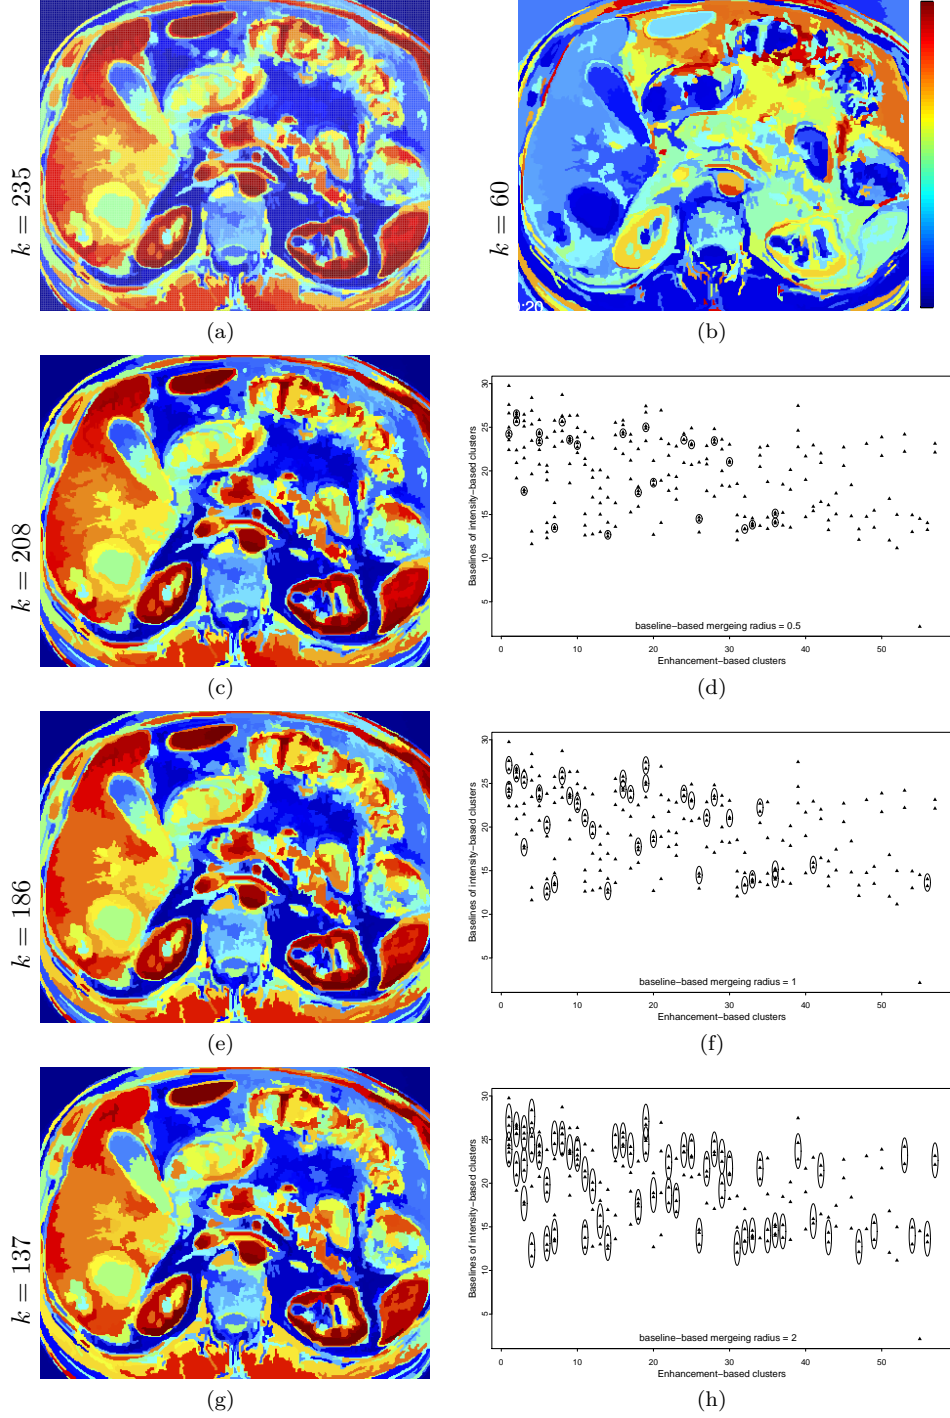 k = 235
k = 60
:20
(a)
(b)
k = 208
Baselines of intensity−based clusters
30
25
20
15
10
5
baseline−based mergeing radius = 0.5
0
10
20
30
40
50
Enhancement−based clusters
(c)
(d)
k = 186
Baselines of intensity−based clusters
30
25
20
15
10
5
baseline−based mergeing radius = 1
0
10
20
30
40
50
Enhancement−based clusters
(e)
(f)
k = 137
Baselines of intensity−based clusters
30
25
20
15
10
5
baseline−based mergeing radius = 2
0
10
20
30
40
50
Enhancement−based clusters
(g)
(h)